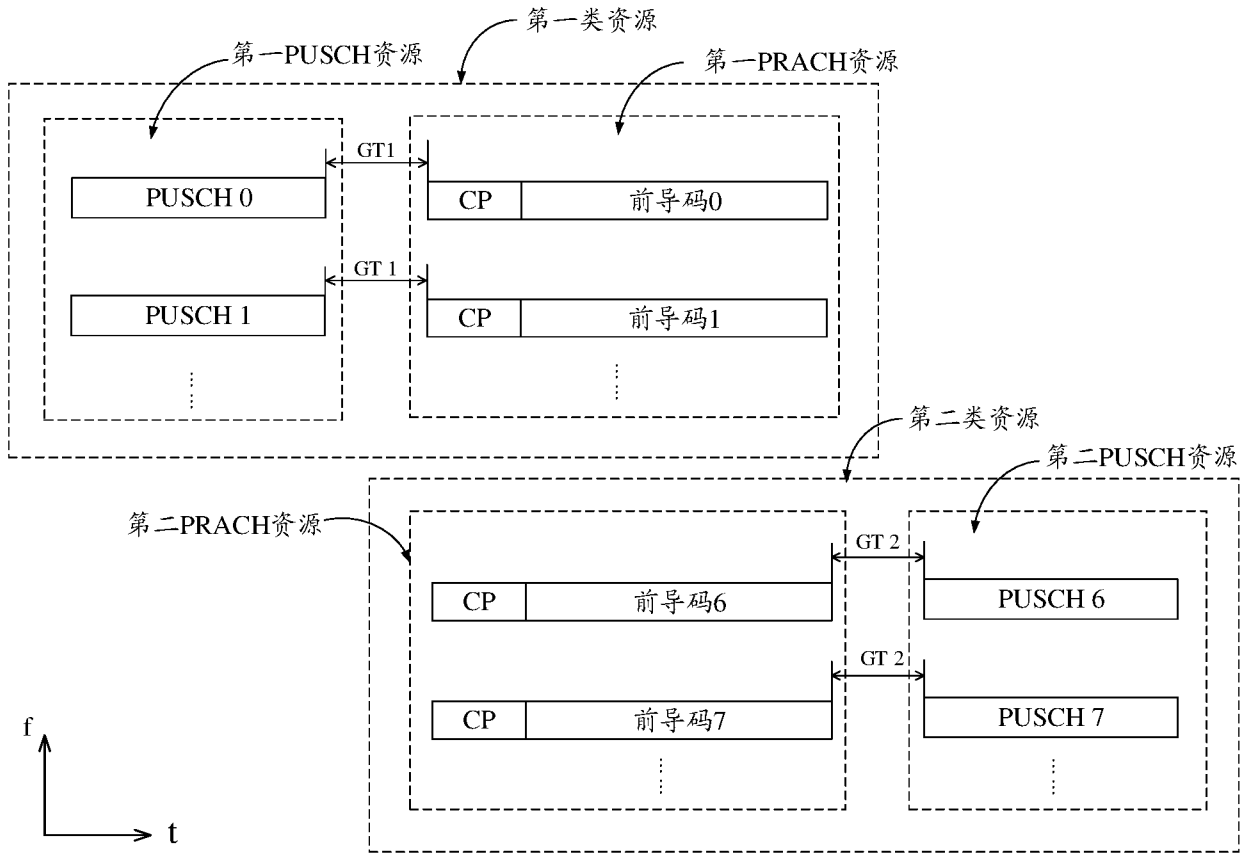 第一类资源
第一PUSCH资源
第一PRACH资源
GT1
PUSCH 0
CP
前导码0
GT 1
PUSCH 1
CP
前导码1
第二类资源
第二PUSCH资源
第二PRACH资源
GT 2
CP
前导码6
PUSCH 6
GT 2
CP
前导码7
PUSCH 7
f
t